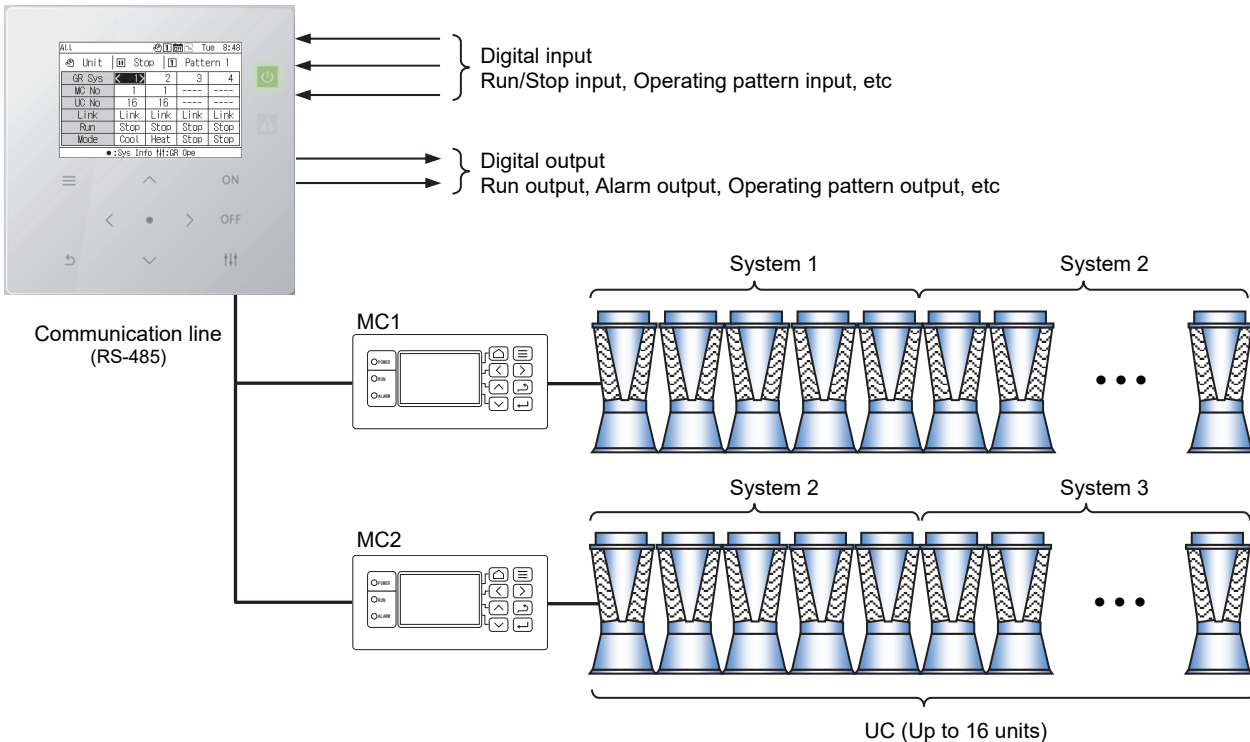 All 1 Tue 8:48
Unit Stop 1 Pattern 1
GR Sys < 1> 2 3 4
MC No 1 1 ---- ----
UC No 16 16 ---- ----
Link Link Link Link Link
Run Stop Stop Stop Stop
Mode Cool Heat Stop Stop
●:Sys Info :GR Ope
ON
OFF
Digital input
Run/Stop input, Operating pattern input, etc
Digital output
Run output, Alarm output, Operating pattern output, etc
Communication line
(RS-485)
MC1
POWER
RUN
ALARM
System 1
System 2
MC2
POWER
RUN
ALARM
System 2
System 3
UC (Up to 16 units)